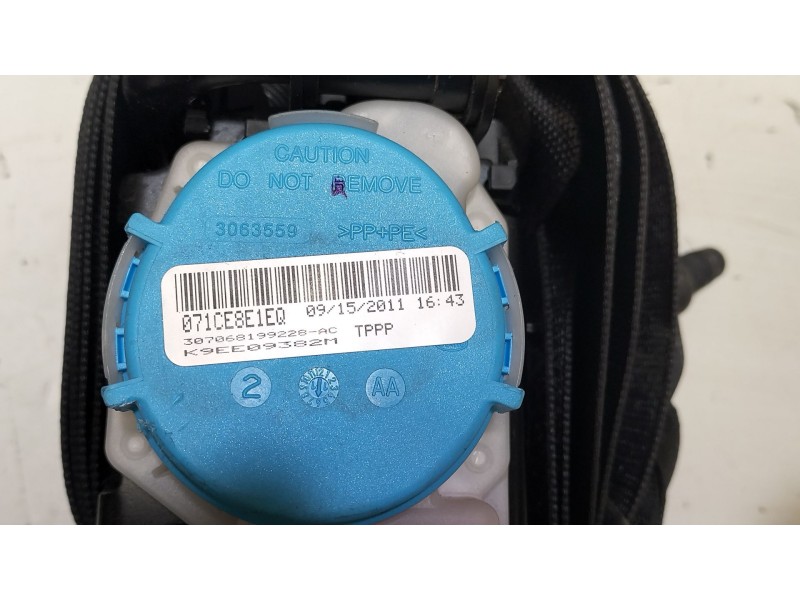 CAUTION
DO NOT REMOVE
3063559 >PP+PE<
071CE8E1EQ 09/15/2011 16:43
307068199228-AC TPPP
K9EE09382M
2 AA